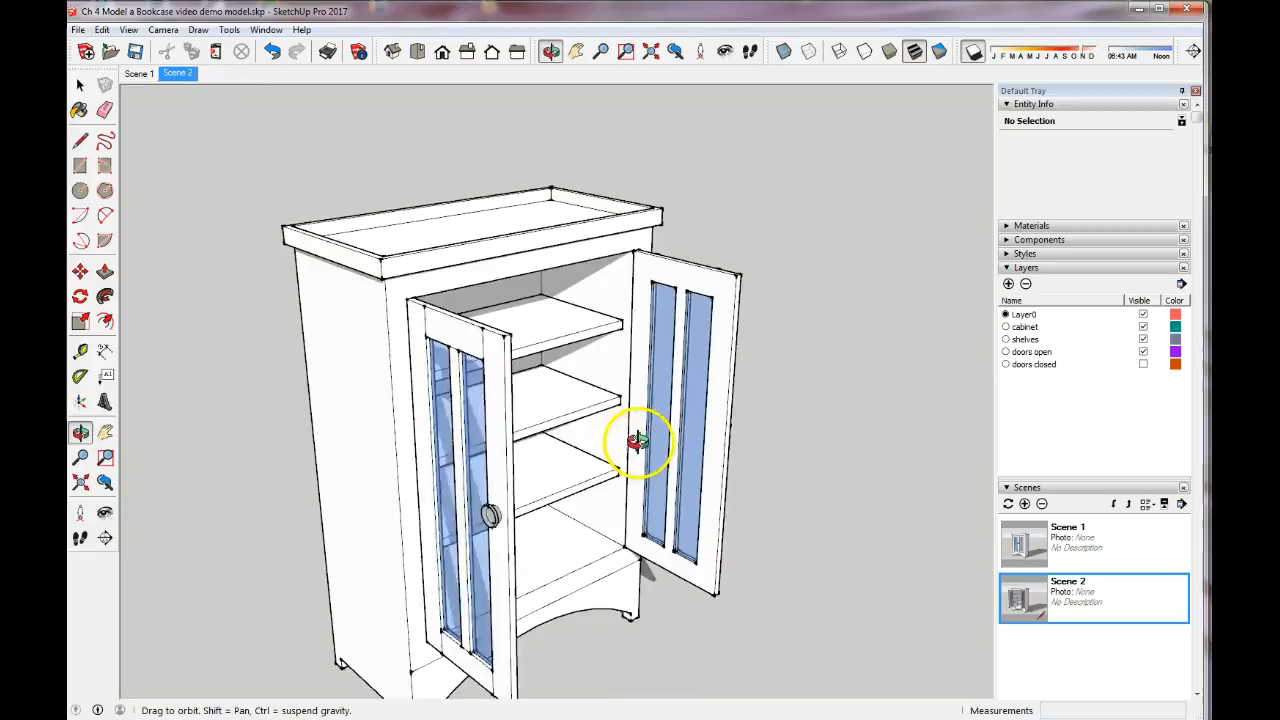 Ch 4 Model a Bookcase video demo model.skp - SketchUp Pro 2017
File Edit View Camera Draw Tools Window Help
J F M A M J J A S O N D 06:43 AM Noon
Scene 1 Scene 2
Default Tray
Entity Info
No Selection
Materials
Components
Styles
Layers
Name Visible Color
Layer0
cabinet
shelves
doors open
doors closed
Scenes
Scene 1
Photo: None
No Description
Scene 2
Photo: None
No Description
Drag to orbit. Shift = Pan, Ctrl = suspend gravity. Measurements